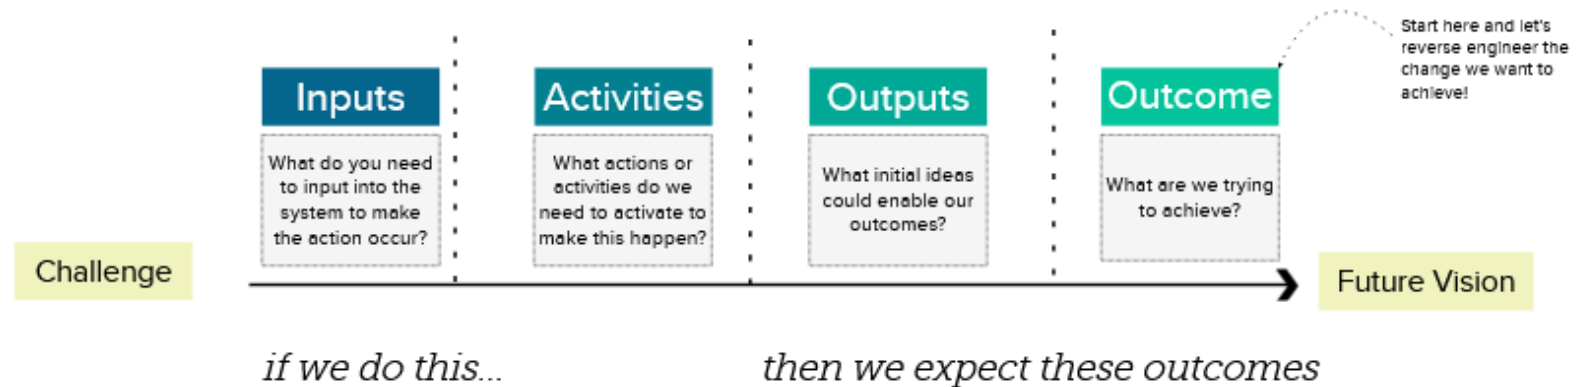 Start here and let's
reverse engineer the
change we want to
achieve!
Inputs
Activities
Outputs
Outcome
What do you need
to input into the
system to make
the action occur?
What actions or
activities do we
need to activate to
make this happen?
What initial ideas
could enable our
outcomes?
What are we trying
to achieve?
Challenge
Future Vision
if we do this...
then we expect these outcomes